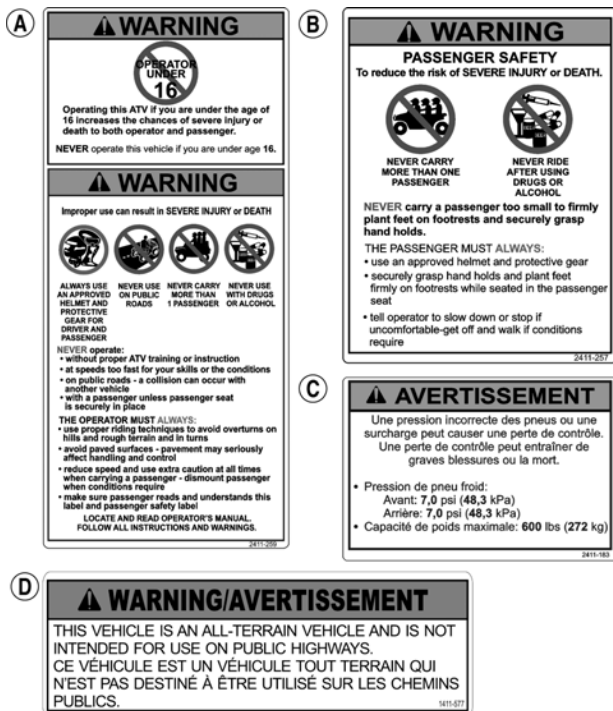 A
WARNING
OPERATOR
UNDER
16
Operating this ATV if you are under the age of
16 increases the chances of severe injury or
death to both operator and passenger.
NEVER operate this vehicle if you are under age 16.
WARNING
Improper use can result in SEVERE INJURY or DEATH
ALWAYS USE
AN APPROVED
HELMET AND
PROTECTIVE
GEAR FOR
DRIVER AND
PASSENGER
NEVER USE
ON PUBLIC
ROADS
NEVER CARRY
MORE THAN
1 PASSENGER
NEVER USE
WITH DRUGS
OR ALCOHOL
NEVER operate:
• without proper ATV training or instruction
• at speeds too fast for your skills or the conditions
• on public roads - a collision can occur with
another vehicle
• with a passenger unless passenger seat
is securely in place
THE OPERATOR MUST ALWAYS:
• use proper riding techniques to avoid overturns on
hills and rough terrain and in turns
• avoid paved surfaces - pavement may seriously
affect handling and control
• reduce speed and use extra caution at all times
when carrying a passenger - dismount passenger
when conditions require
• make sure passenger reads and understands this
label and passenger safety label
LOCATE AND READ OPERATOR'S MANUAL.
FOLLOW ALL INSTRUCTIONS AND WARNINGS.
2411-259
B
WARNING
PASSENGER SAFETY
To reduce the risk of SEVERE INJURY or DEATH.
NEVER CARRY
MORE THAN ONE
PASSENGER
NEVER RIDE
AFTER USING
DRUGS OR
ALCOHOL
NEVER carry a passenger too small to firmly
plant feet on footrests and securely grasp
hand holds.
THE PASSENGER MUST ALWAYS:
• use an approved helmet and protective gear
• securely grasp hand holds and plant feet
firmly on footrests while seated in the passenger
seat
• tell operator to slow down or stop if
uncomfortable-get off and walk if conditions
require
2411-257
C
AVERTISSEMENT
Une pression incorrecte des pneus ou une
surcharge peut causer une perte de contrôle.
Une perte de contrôle peut entraîner de
graves blessures ou la mort.
• Pression de pneu froid:
Avant: 7,0 psi (48,3 kPa)
Arrière: 7,0 psi (48,3 kPa)
• Capacité de poids maximale: 600 lbs (272 kg)
2411-183
D
WARNING/AVERTISSEMENT
THIS VEHICLE IS AN ALL-TERRAIN VEHICLE AND IS NOT
INTENDED FOR USE ON PUBLIC HIGHWAYS.
CE VÉHICULE EST UN VÉHICULE TOUT TERRAIN QUI
N'EST PAS DESTINÉ À ÊTRE UTILISÉ SUR LES CHEMINS
PUBLICS.
1411-577